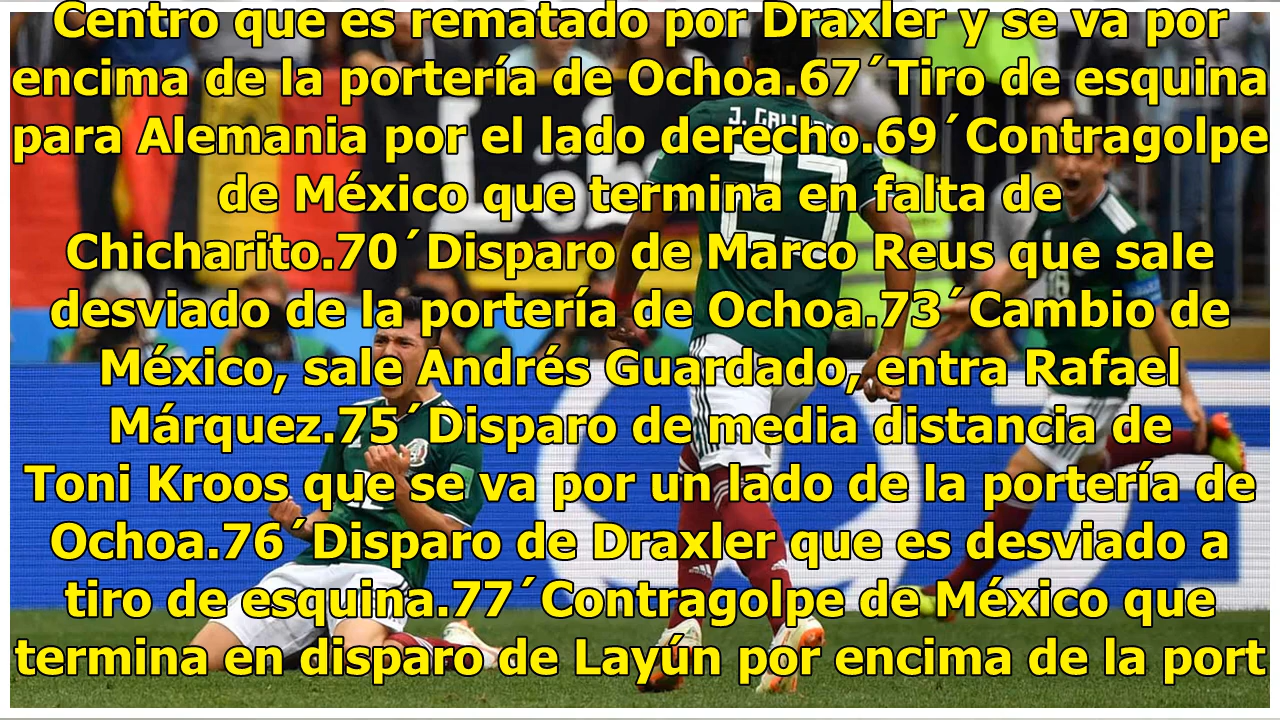 Centro que es rematado por Draxler y se va por
encima de la portería de Ochoa.67´Tiro de esquina
para Alemania por el lado derecho.69´Contragolpe
de México que termina en falta de
Chicharito.70´Disparo de Marco Reus que sale
desviado de la portería de Ochoa.73´Cambio de
México, sale Andrés Guardado, entra Rafael
Márquez.75´Disparo de media distancia de
Toni Kroos que se va por un lado de la portería de
Ochoa.76´Disparo de Draxler que es desviado a
tiro de esquina.77´Contragolpe de México que
termina en disparo de Layún por encima de la port
23